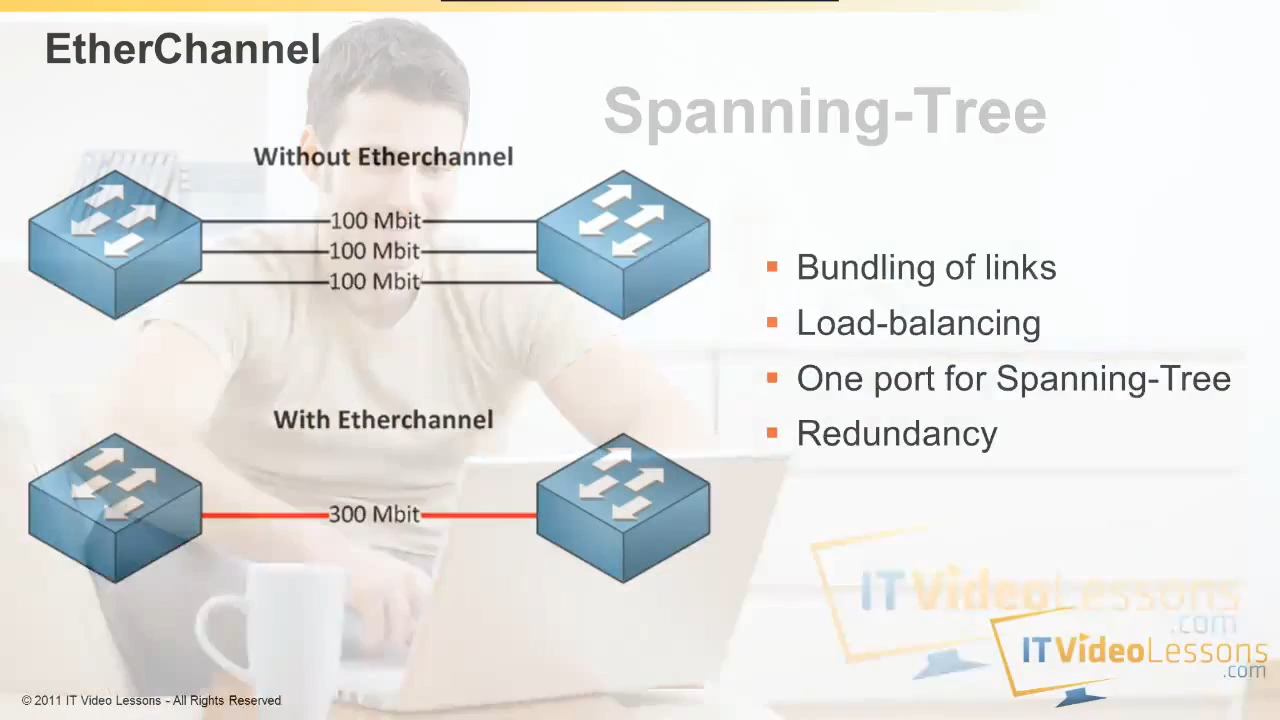 EtherChannel
Spanning-Tree
Without Etherchannel
100 Mbit
100 Mbit
100 Mbit
Bundling of links
Load-balancing
One port for Spanning-Tree
Redundancy
With Etherchannel
300 Mbit
ITVideoLessons
.com
ITVideoLessons
.com
© 2011 IT Video Lessons - All Rights Reserved